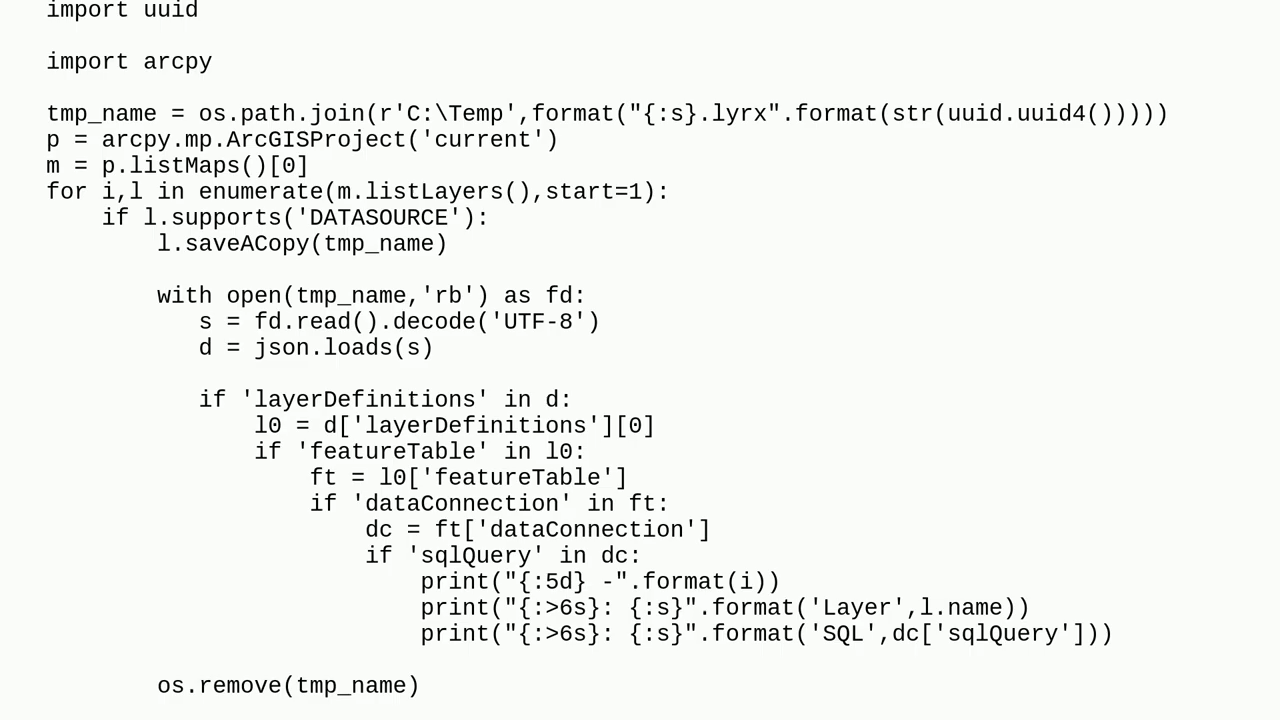 import uuid

import arcpy

tmp_name = os.path.join(r'C:\Temp',format("{:s}.lyrx".format(str(uuid.uuid4()))))
p = arcpy.mp.ArcGISProject('current')
m = p.listMaps()[0]
for i,l in enumerate(m.listLayers(),start=1):
    if l.supports('DATASOURCE'):
        l.saveACopy(tmp_name)

        with open(tmp_name,'rb') as fd:
           s = fd.read().decode('UTF-8')
           d = json.loads(s)

           if 'layerDefinitions' in d:
               l0 = d['layerDefinitions'][0]
               if 'featureTable' in l0:
                   ft = l0['featureTable']
                   if 'dataConnection' in ft:
                       dc = ft['dataConnection']
                       if 'sqlQuery' in dc:
                           print("{:5d} -".format(i))
                           print("{:>6s}: {:s}".format('Layer',l.name))
                           print("{:>6s}: {:s}".format('SQL',dc['sqlQuery']))

        os.remove(tmp_name)